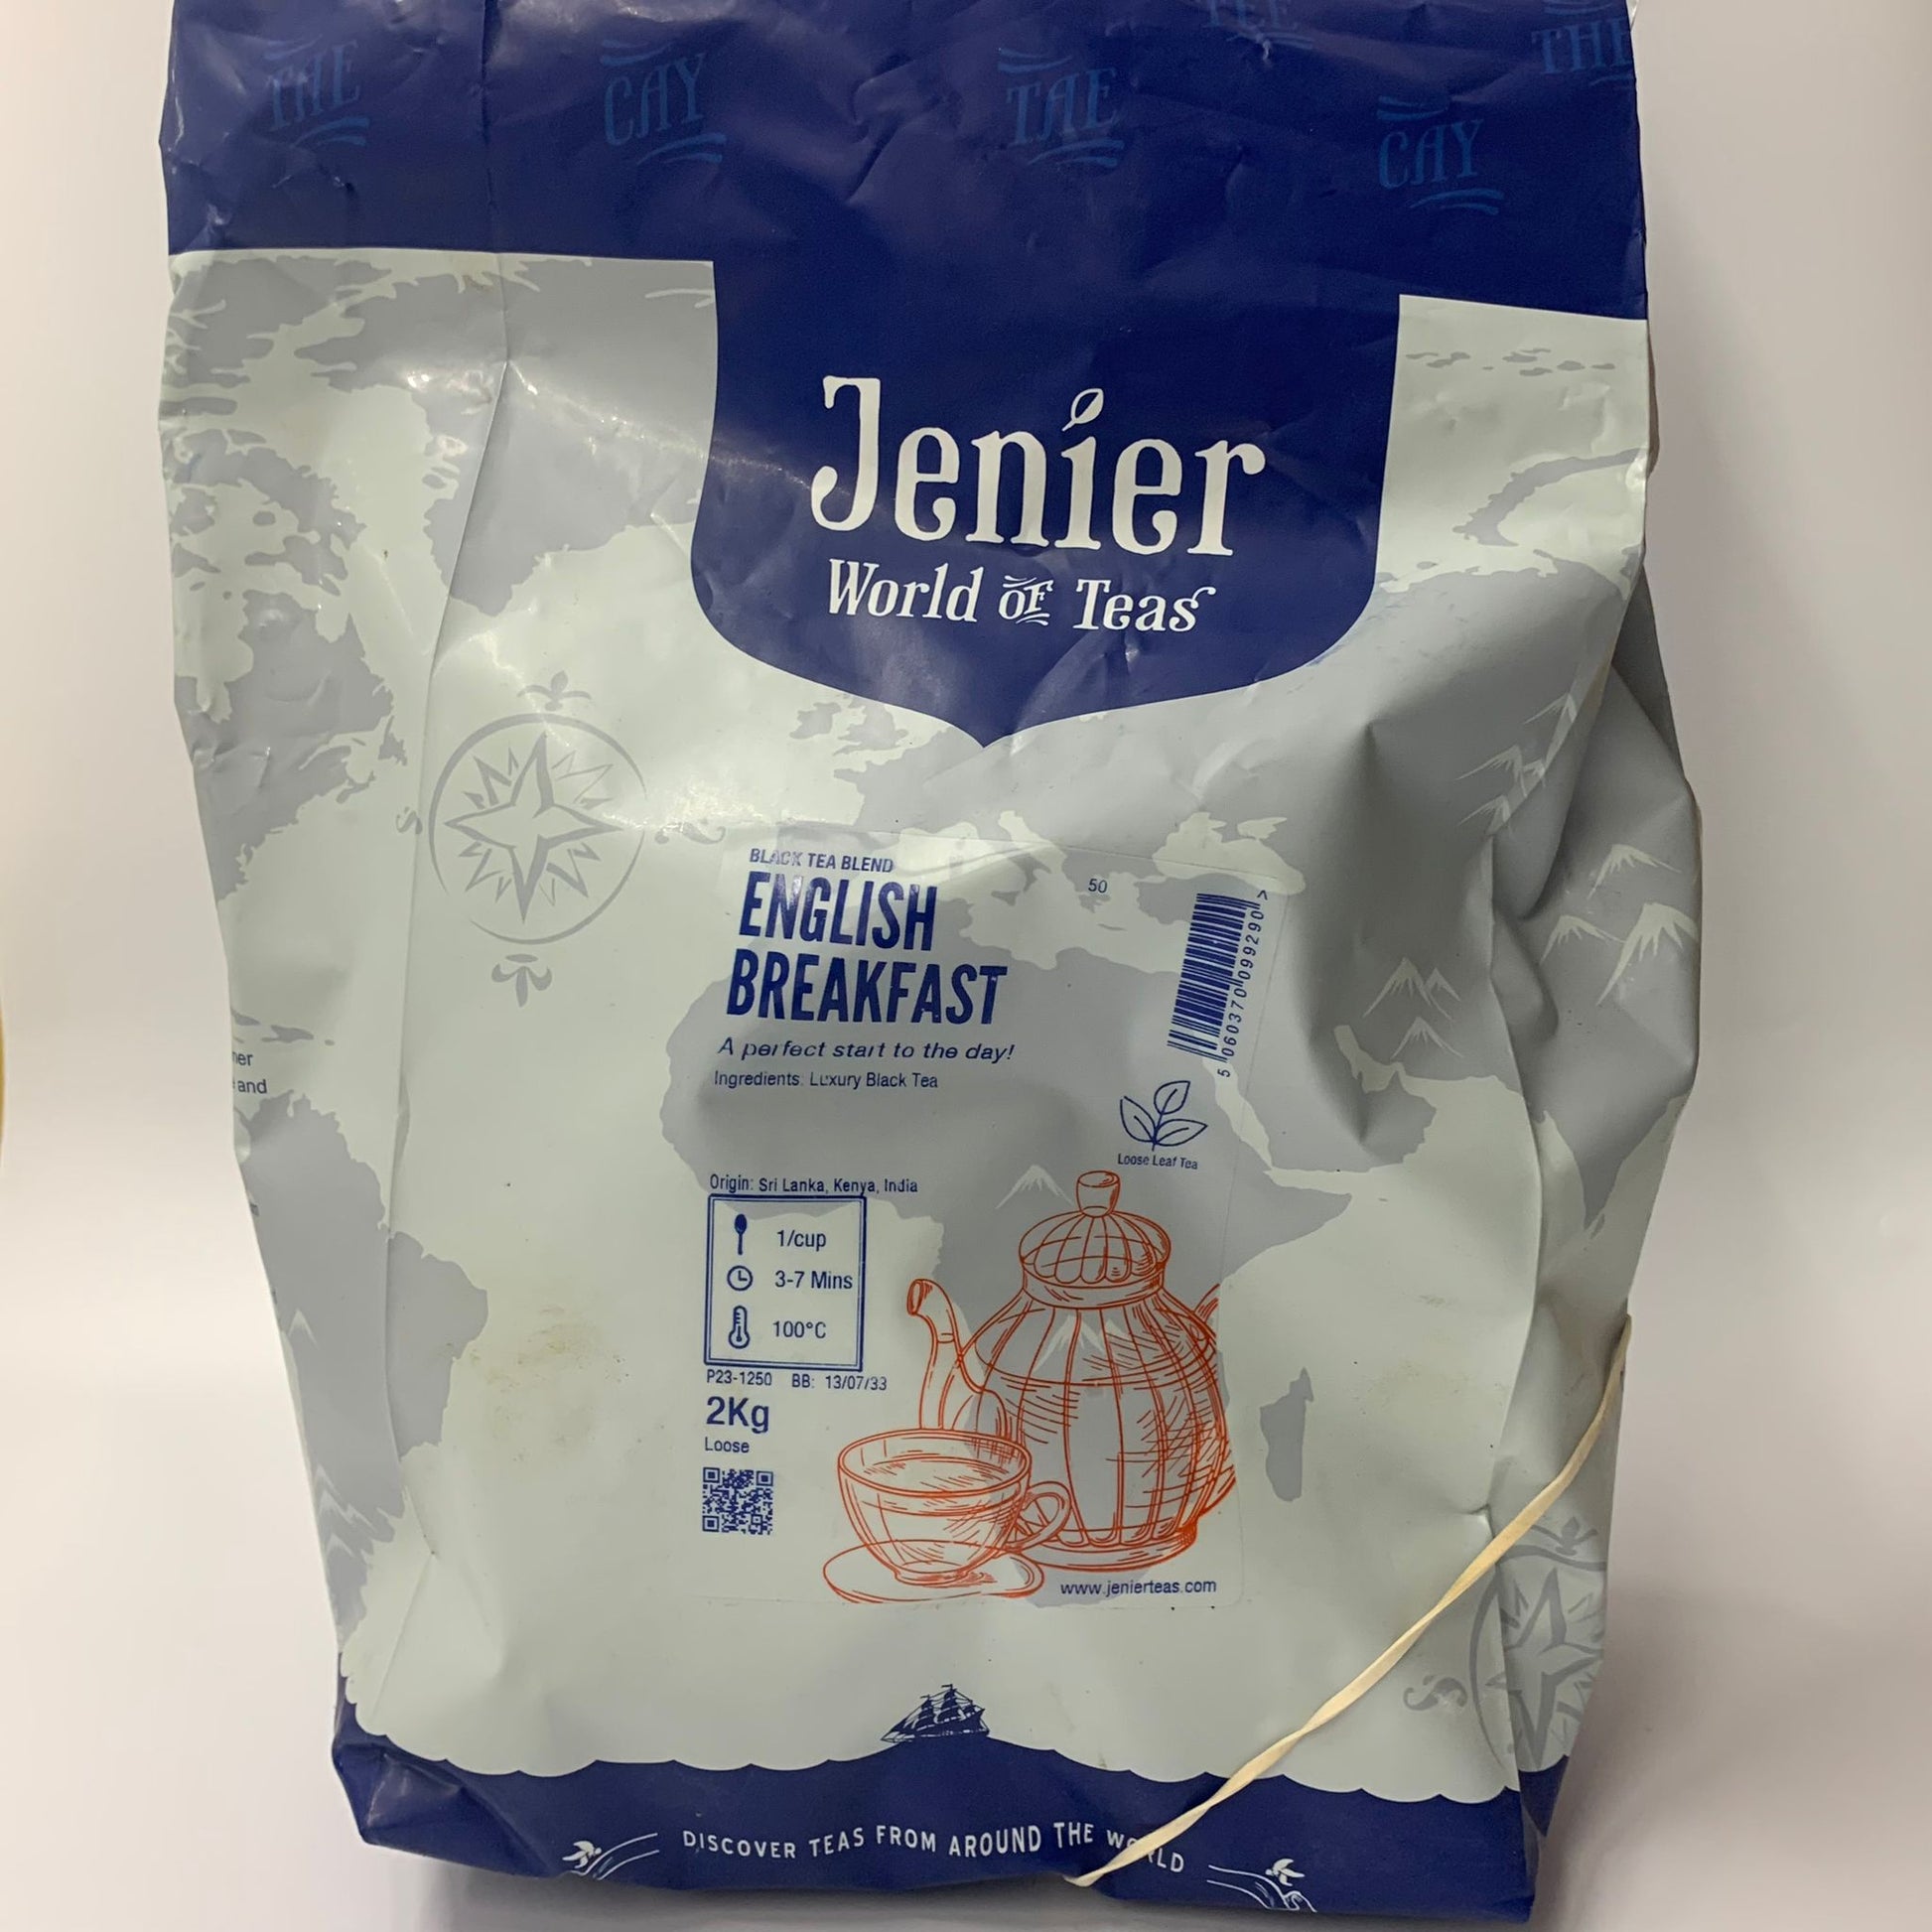 TEE
THE
TAE
CAY
TAE
CAY
Jenier
World OF Teas
BLACK TEA BLEND
ENGLISH
BREAKFAST
50
5 060370 099290 >
A perfect start to the day!
Ingredients: Luxury Black Tea
Loose Leaf Tea
Origin: Sri Lanka, Kenya, India
1/cup
3-7 Mins
100°C
P23-1250 BB: 13/07/33
2Kg
Loose
www.jenierteas.com
and
DISCOVER TEAS FROM AROUND THE WORLD